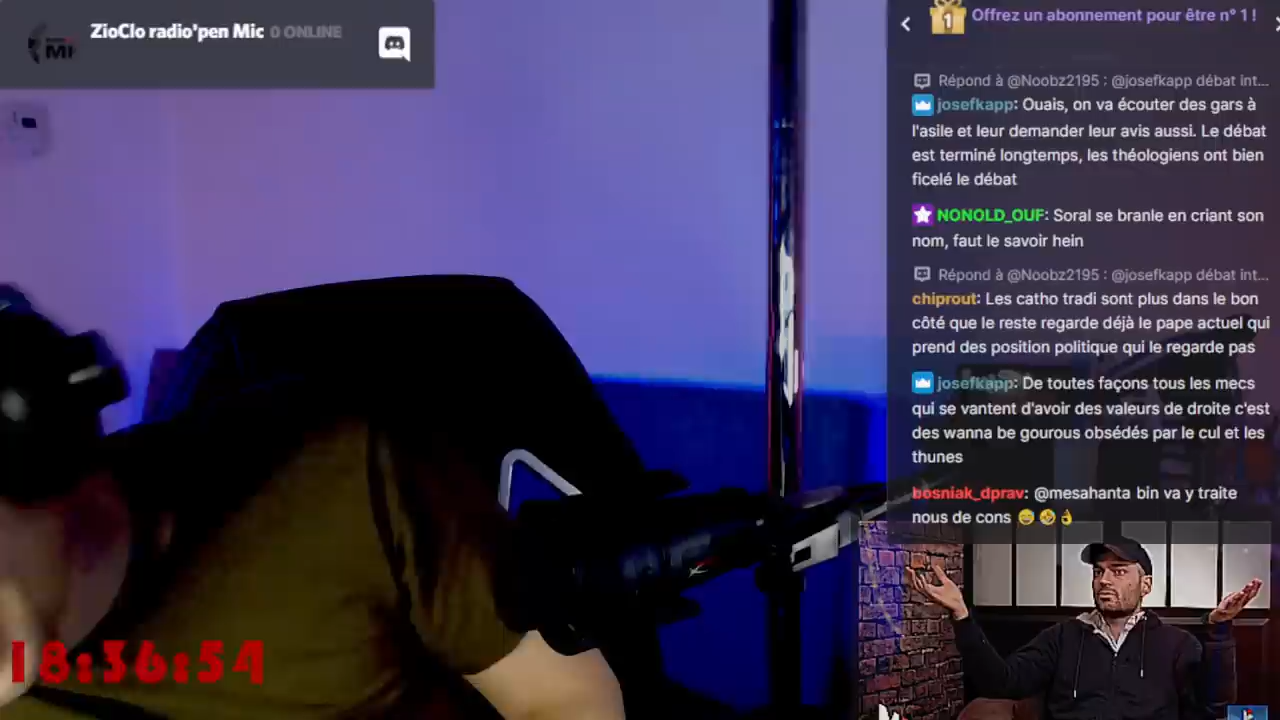 ZioClo radio'pen Mic 0 ONLINE
MI
1
Offrez un abonnement pour être n° 1 !
Répond à @Noobz2195 : @josefkapp débat int...
josefkapp: Ouais, on va écouter des gars à
l'asile et leur demander leur avis aussi. Le débat
est terminé longtemps, les théologiens ont bien
ficelé le débat
NONOLD_OUF: Soral se branle en criant son
nom, faut le savoir hein
Répond à @Noobz2195 : @josefkapp débat int...
chiprout: Les catho tradi sont plus dans le bon
côté que le reste regarde déjà le pape actuel qui
prend des position politique qui le regarde pas
josefkapp: De toutes façons tous les mecs
qui se vantent d'avoir des valeurs de droite c'est
des wanna be gourous obsédés par le cul et les
thunes
bosniak_dprav: @mesahanta bin va y traite
nous de cons 😄🤣👌
18:36:54